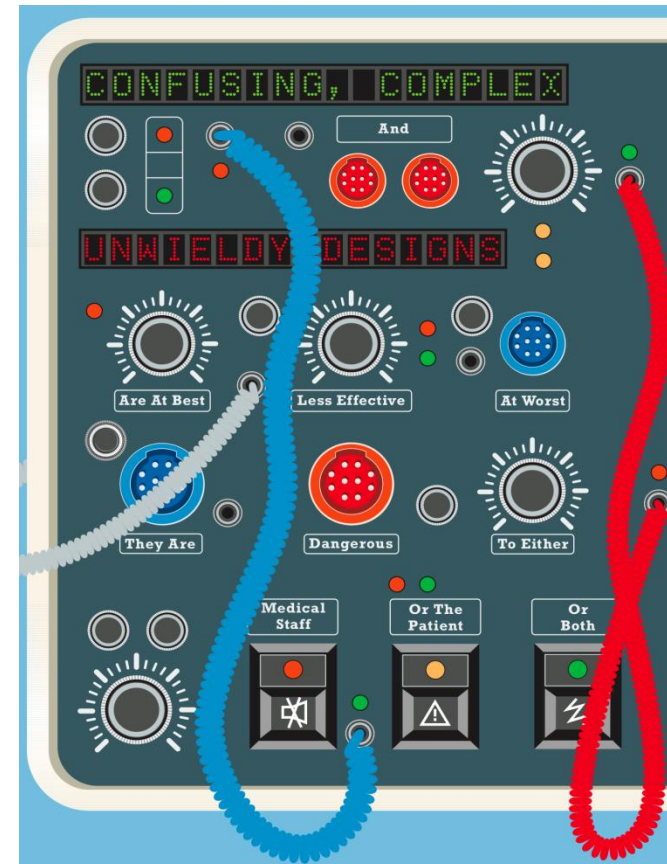 CONFUSING, COMPLEX
And
UNWIELDY DESIGNS
Are At Best
Less Effective
At Worst
They Are
Dangerous
To Either
Medical
Staff
Or The
Patient
Or
Both